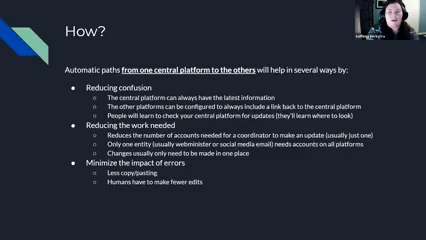 How?
Automatic paths from one central platform to the others will help in several ways by:
● Reducing confusion
○ The central platform can always have the latest information
○ The other platforms can be configured to always include a link back to the central platform
○ People will learn to check your central platform for updates (they'll learn where to look)
● Reducing the work needed
○ Reduces the number of accounts needed for a coordinator to make an update (usually just one)
○ Only one entity (usually webminister or social media email) needs accounts on all platforms
○ Changes usually only need to be made in one place
● Minimize the impact of errors
○ Less copy/pasting
○ Humans have to make fewer edits